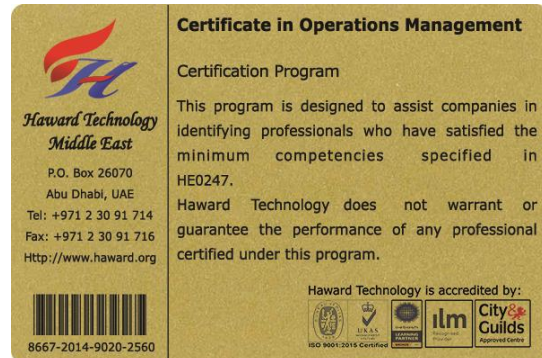 H
Haward Technology
Middle East
P.O. Box 26070
Abu Dhabi, UAE
Tel: +971 2 30 91 714
Fax: +971 2 30 91 716
Http://www.haward.org
8667-2014-9020-2560
Certificate in Operations Management
Certification Program
This program is designed to assist companies in
identifying professionals who have satisfied the
minimum competencies specified in
HE0247.
Haward Technology does not warrant or
guarantee the performance of any professional
certified under this program.
Haward Technology is accredited by:
UKAS
ISO 9001:2015 Certified
LEARNING
PARTNER
ilm
Recognised
Provider
City&
Guilds
Approved Centre